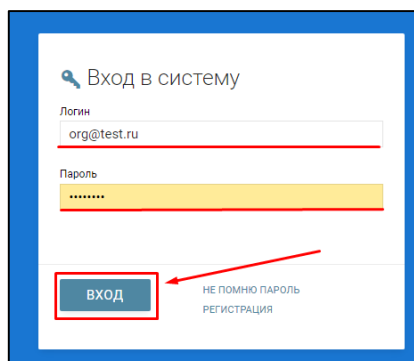 Вход в систему
Логин
org@test.ru
Пароль
••••••••
ВХОД
НЕ ПОМНЮ ПАРОЛЬ
РЕГИСТРАЦИЯ